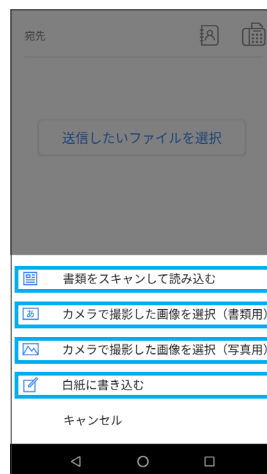 宛先
送信したいファイルを選択
書類をスキャンして読み込む
あ
カメラで撮影した画像を選択（書類用）
カメラで撮影した画像を選択（写真用）
白紙に書き込む
キャンセル